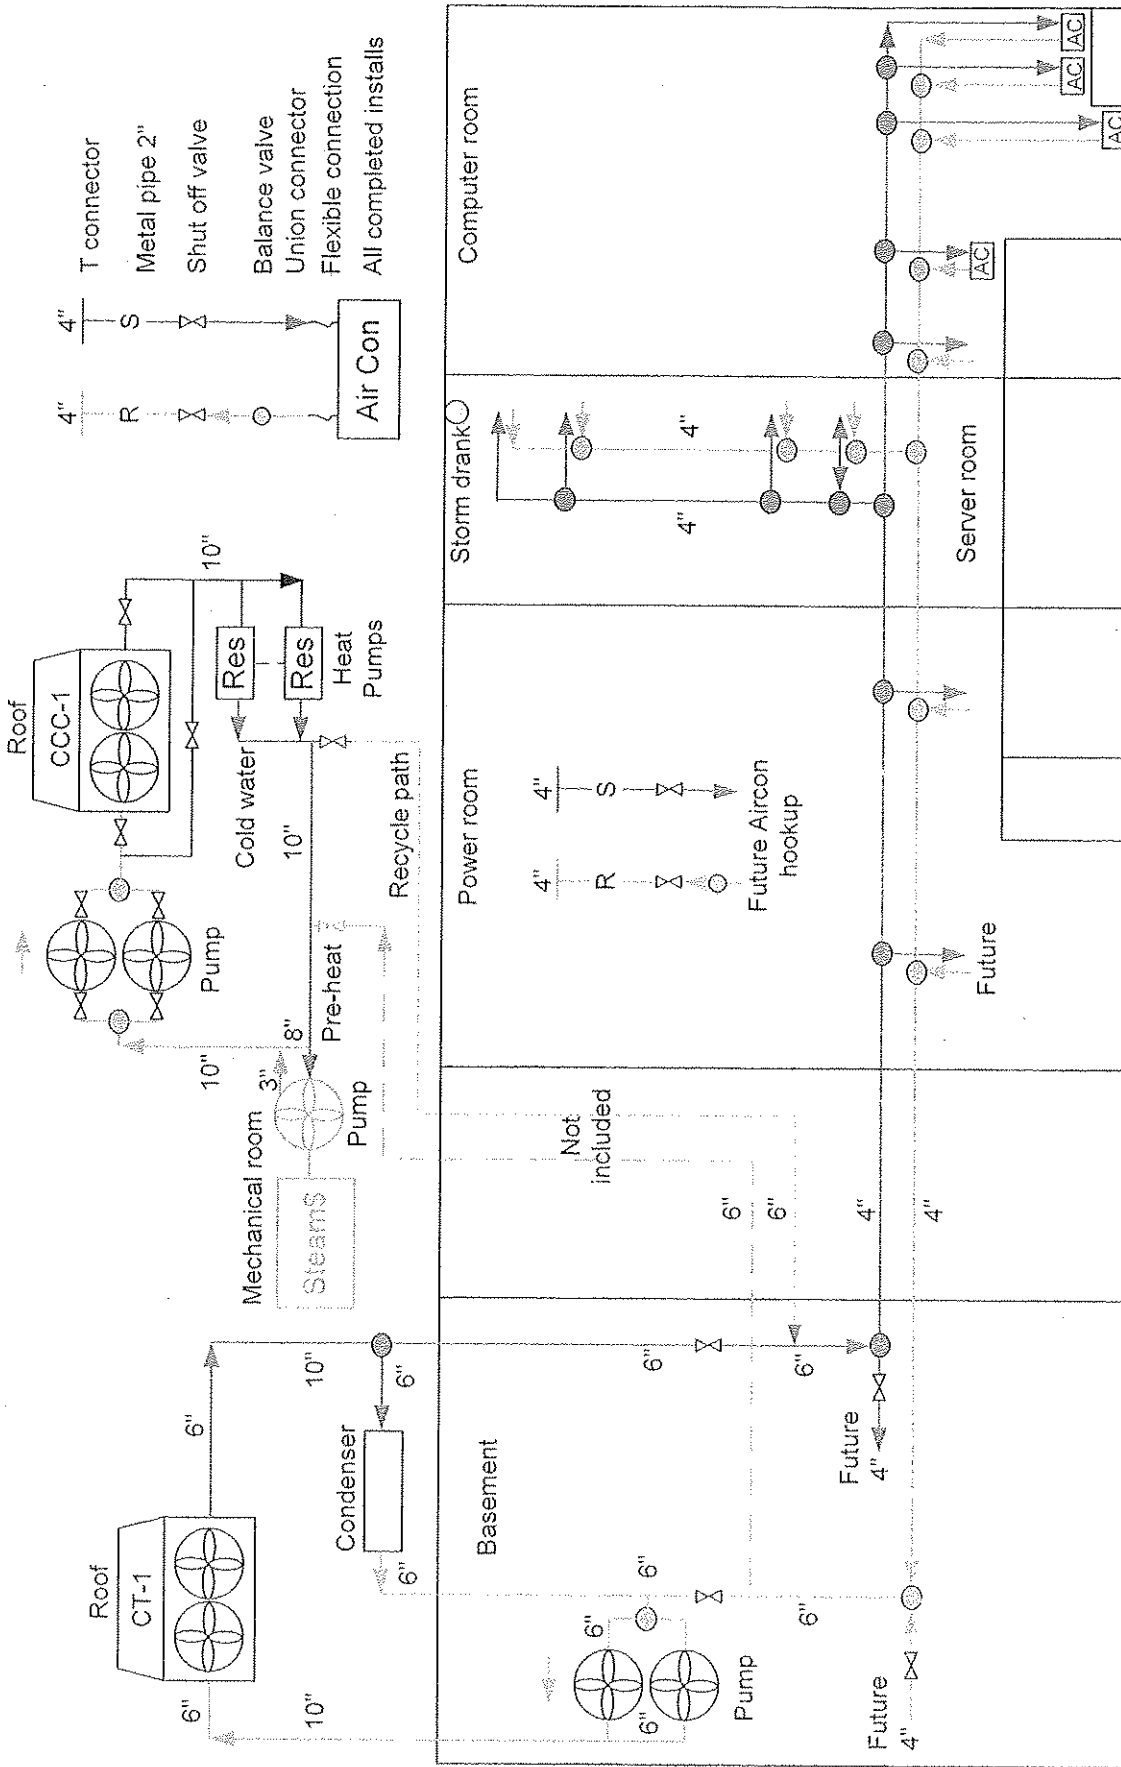 Roof
CT-1
6"
6"
10"
10"
6"
Condenser
6"
Mechanical room
SteamS
Pump
3"
10"
8"
Pre-heat
Pump
Roof
CCC-1
10"
Res
Res
Heat
Pumps
Cold water
10"
Recycle path
4"
4"
R
S
Air Con
T connector
Metal pipe 2"
Shut off valve
Balance valve
Union connector
Flexible connection
All completed installs
Basement
6"
6"
6"
Pump
6"
6"
6"
Future
4"
Future
4"
Not
included
6"
6"
4"
4"
Power room
4"
4"
R
S
Future Aircon
hookup
Future
Storm drank
4"
4"
Server room
Computer room
AC
AC
AC
AC